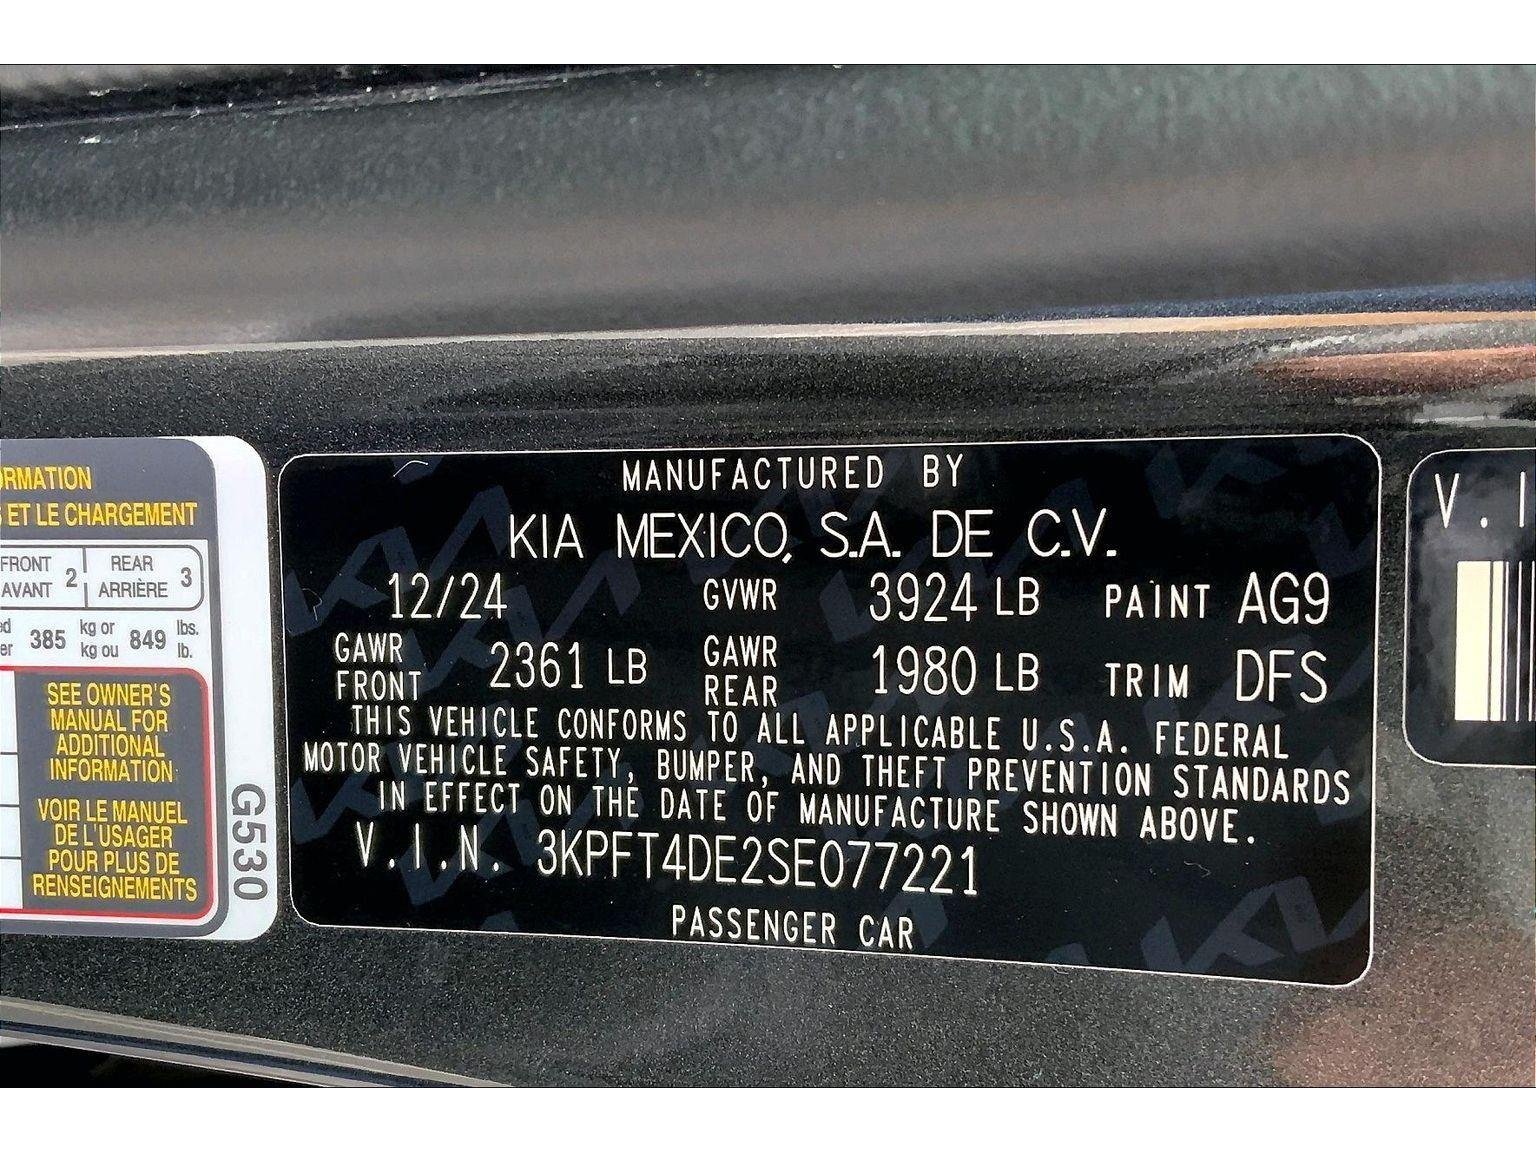 ORMATION
ET LE CHARGEMENT
FRONT
AVANT 2
REAR
ARRIÈRE 3
385 kg or
kg ou 849 lbs.
lb.
SEE OWNER'S
MANUAL FOR
ADDITIONAL
INFORMATION
VOIR LE MANUEL
DE L'USAGER
POUR PLUS DE
RENSEIGNEMENTS
G530
MANUFACTURED BY
KIA MEXICO, S.A. DE C.V.
12/24 GVWR 3924 LB PAINT AG9
GAWR
FRONT 2361 LB GAWR
REAR 1980 LB TRIM DFS
THIS VEHICLE CONFORMS TO ALL APPLICABLE U.S.A. FEDERAL
MOTOR VEHICLE SAFETY, BUMPER, AND THEFT PREVENTION STANDARDS
IN EFFECT ON THE DATE OF MANUFACTURE SHOWN ABOVE.
V.I.N. 3KPFT4DE2SE077221
PASSENGER CAR
V.I